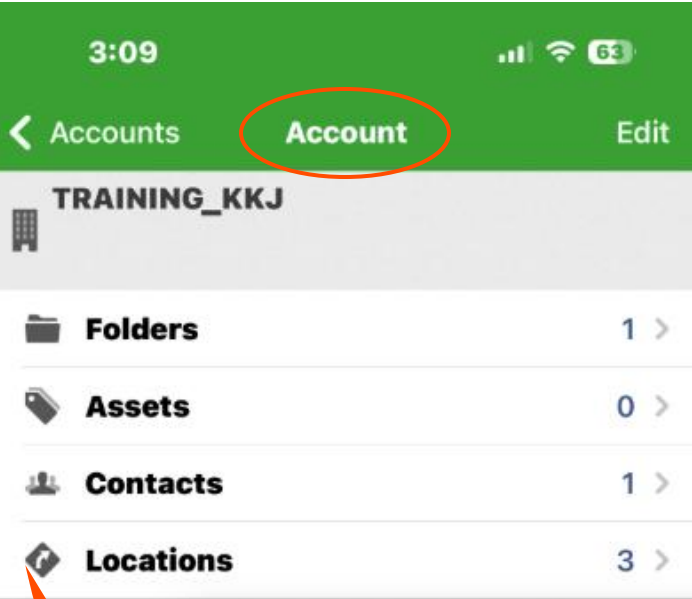 3:09 63
Accounts Account Edit
TRAINING_KKJ
Folders 1
Assets 0
Contacts 1
Locations 3